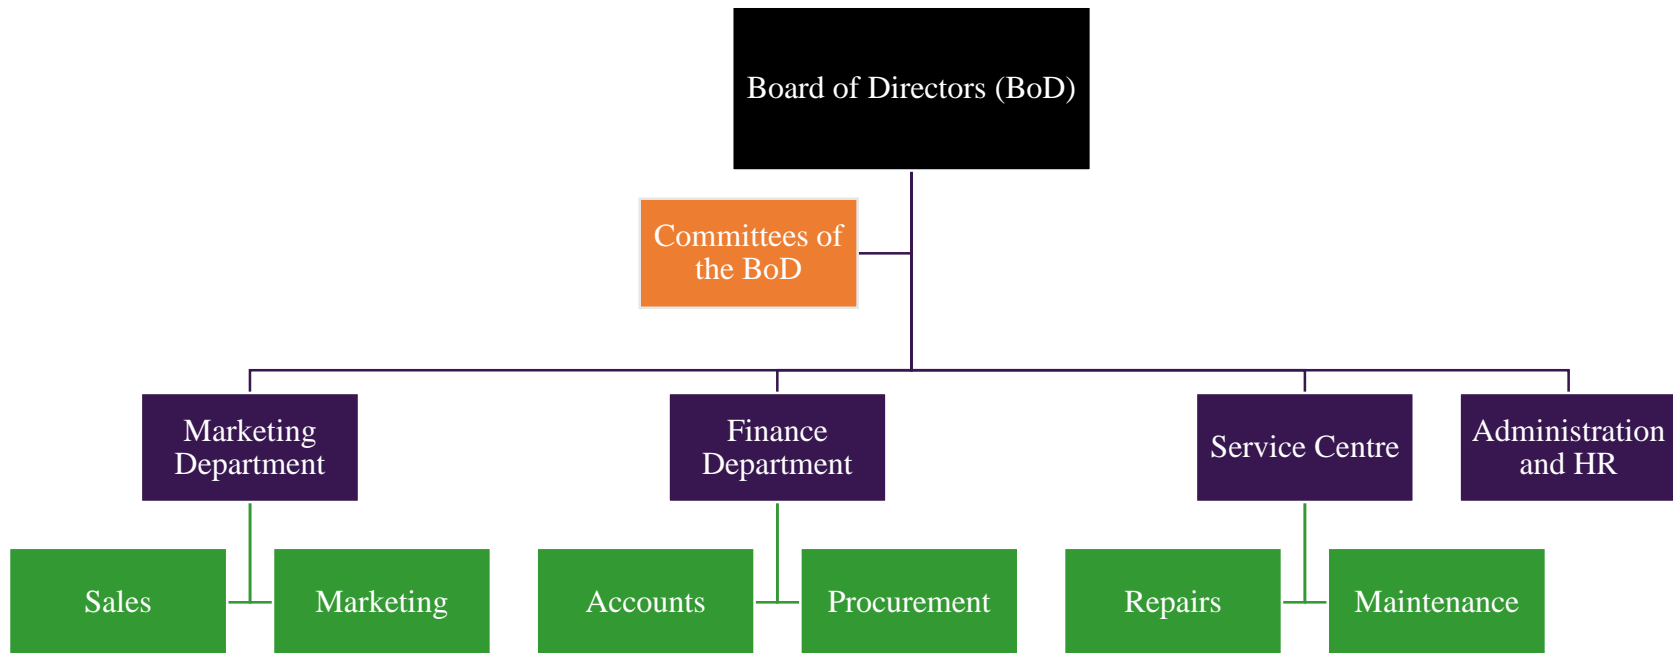 Board of Directors (BoD)
Committees of
the BoD
Marketing
Department
Finance
Department
Service Centre
Administration
and HR
Sales
Marketing
Accounts
Procurement
Repairs
Maintenance